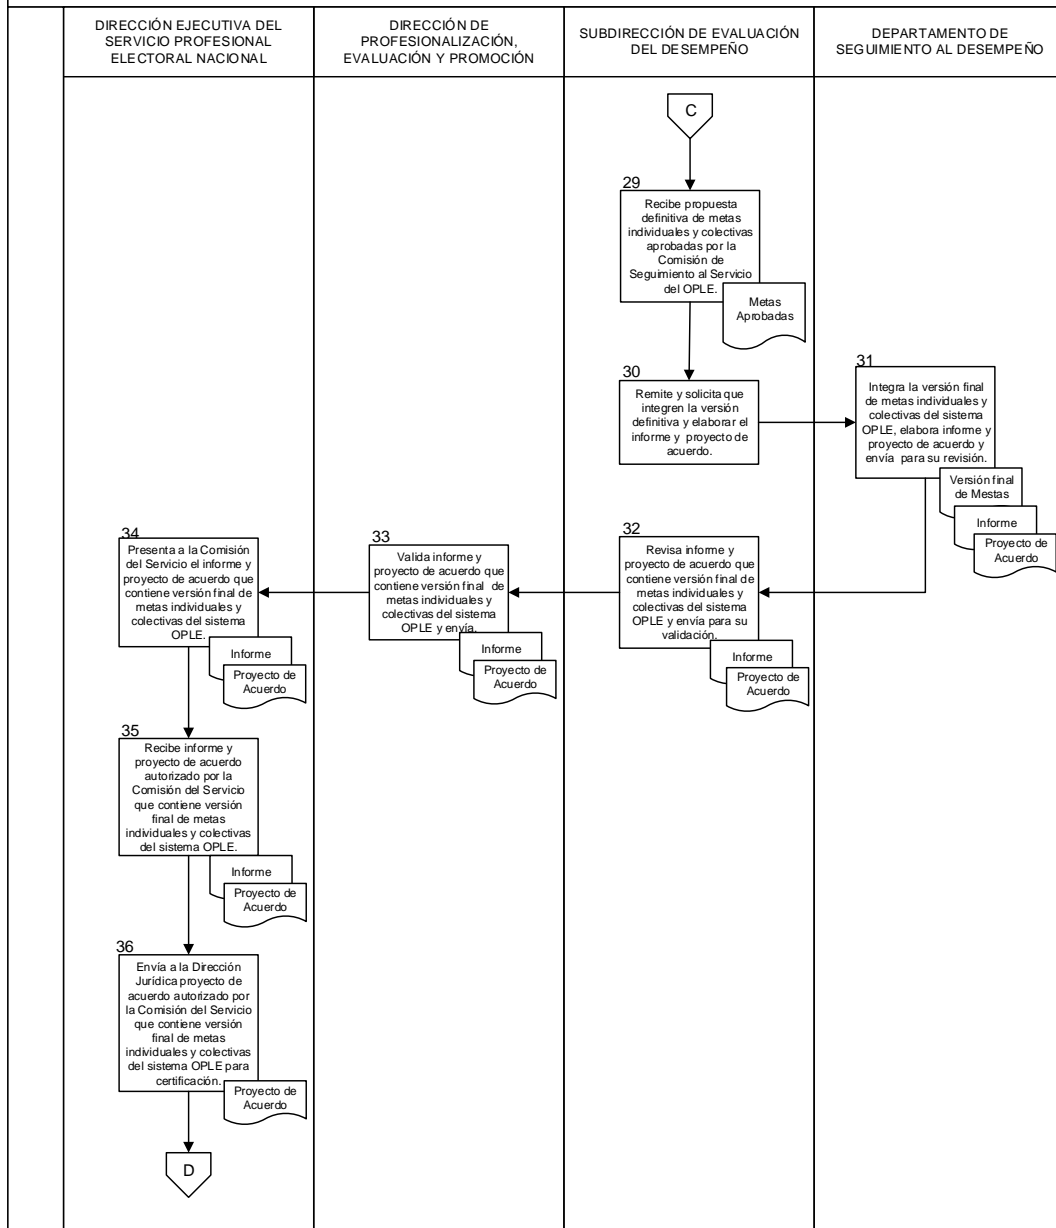 DIRECCIÓN EJECUTIVA DEL
SERVICIO PROFESIONAL
ELECTORAL NACIONAL
DIRECCIÓN DE
PROFESIONALIZACIÓN,
EVALUACIÓN Y PROMOCIÓN
SUBDIRECCIÓN DE EVALUACIÓN
DEL DESEMPEÑO
DEPARTAMENTO DE
SEGUIMIENTO AL DESEMPEÑO
C
29
Recibe propuesta
definitiva de metas
individuales y colectivas
aprobadas por la
Comisión de
Seguimiento al Servicio
del OPLE.
Metas
Aprobadas
30
Remite y solicita que
integren la versión
definitiva y elaborar el
informe y proyecto de
acuerdo.
31
Integra la versión final
de metas individuales y
colectivas del sistema
OPLE, elabora informe y
proyecto de acuerdo y
envía para su revisión.
Versión final
de Mestas
Informe
Proyecto de
Acuerdo
32
Revisa informe y
proyecto de acuerdo que
contiene versión final de
metas individuales y
colectivas del sistema
OPLE y envía para su
validación.
Informe
Proyecto de
Acuerdo
33
Valida informe y
proyecto de acuerdo que
contiene versión final de
metas individuales y
colectivas del sistema
OPLE y envía.
Informe
Proyecto de
Acuerdo
34
Presenta a la Comisión
del Servicio el informe y
proyecto de acuerdo que
contiene versión final de
metas individuales y
colectivas del sistema
OPLE.
Informe
Proyecto de
Acuerdo
35
Recibe informe y
proyecto de acuerdo
autorizado por la
Comisión del Servicio
que contiene versión
final de metas
individuales y colectivas
del sistema OPLE.
Informe
Proyecto de
Acuerdo
36
Envía a la Dirección
Jurídica proyecto de
acuerdo autorizado por
la Comisión del Servicio
que contiene versión
final de metas
individuales y colectivas
del sistema OPLE para
certificación.
Proyecto de
Acuerdo
D